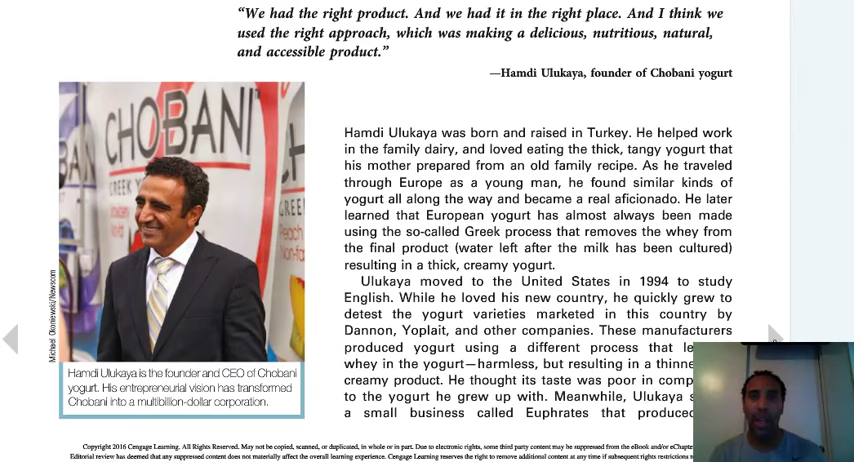 “We had the right product. And we had it in the right place. And I think we
used the right approach, which was making a delicious, nutritious, natural,
and accessible product.”
—Hamdi Ulukaya, founder of Chobani yogurt
CHOBANI
GREEK
Hamdi Ulukaya was born and raised in Turkey. He helped work
in the family dairy, and loved eating the thick, tangy yogurt that
his mother prepared from an old family recipe. As he traveled
through Europe as a young man, he found similar kinds of
yogurt all along the way and became a real aficionado. He later
learned that European yogurt has almost always been made
using the so-called Greek process that removes the whey from
the final product (water left after the milk has been cultured)
resulting in a thick, creamy yogurt.
Ulukaya moved to the United States in 1994 to study
English. While he loved his new country, he quickly grew to
detest the yogurt varieties marketed in this country by
Dannon, Yoplait, and other companies. These manufacturers
produced yogurt using a different process that le
whey in the yogurt—harmless, but resulting in a thinne
creamy product. He thought its taste was poor in comp
to the yogurt he grew up with. Meanwhile, Ulukaya s
a small business called Euphrates that produced
Michael Okoniewski/Newscom
Hamdi Ulukaya is the founder and CEO of Chobani
yogurt. His entrepreneurial vision has transformed
Chobani into a multibillion-dollar corporation.
Copyright 2016 Cengage Learning. All Rights Reserved. May not be copied, scanned, or duplicated, in whole or in part. Due to electronic rights, some third party content may be suppressed from the eBook and/or eChapte
Editorial review has deemed that any suppressed content does not materially affect the overall learning experience. Cengage Learning reserves the right to remove additional content at any time if subsequent rights restrictions r